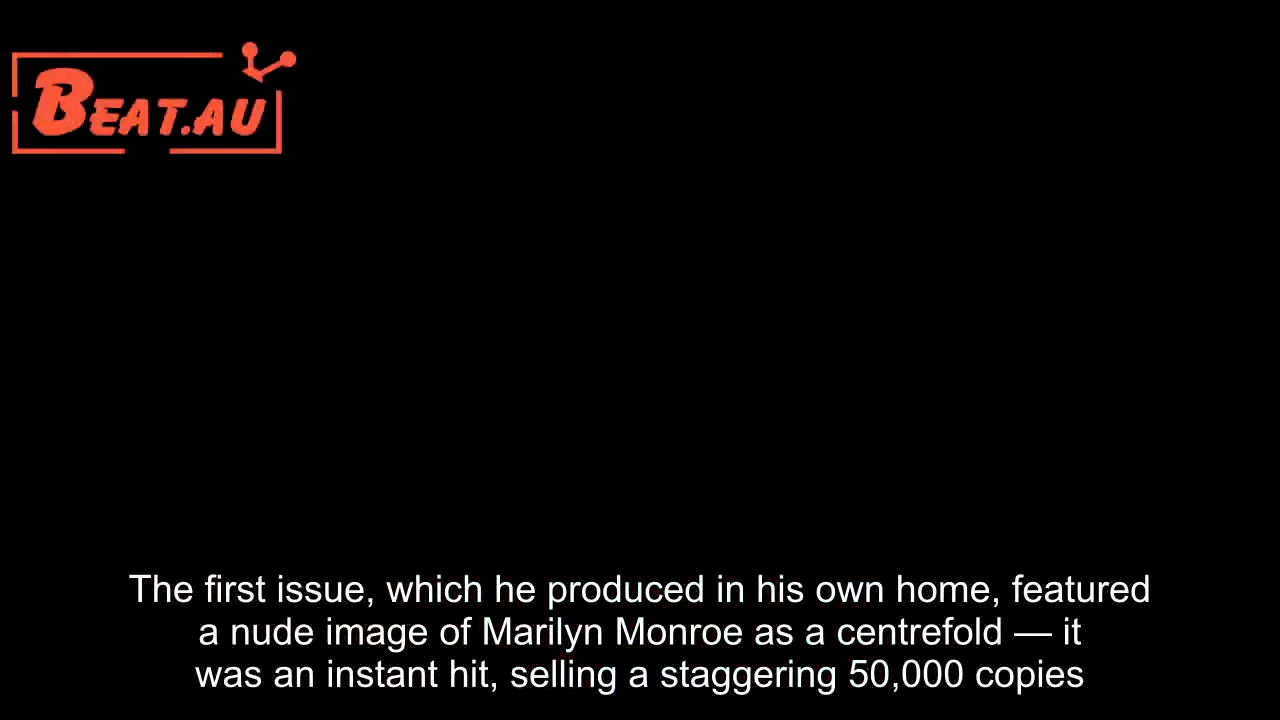 BEAT.AU
The first issue, which he produced in his own home, featured
a nude image of Marilyn Monroe as a centrefold — it
was an instant hit, selling a staggering 50,000 copies